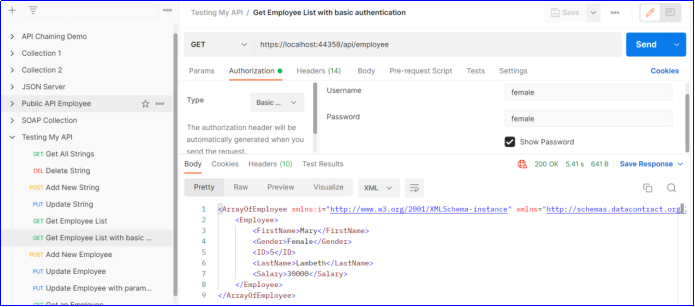 Testing My API / Get Employee List with basic authentication
Save
API Chaining Demo
Collection 1
Collection 2
JSON Server
Public API Employee
SOAP Collection
Testing My API
GET Get All Strings
DEL Delete String
POST Add New String
PUT Update String
GET Get Employee List
GET Get Employee List with basic ...
POST Add New Employee
PUT Update Employee
PUT Update Employee with param...
GET Get an Employee
GET https://localhost:44358/api/employee Send
Params Authorization Headers (14) Body Pre-request Script Tests Settings Cookies
Type Basic ...
The authorization header will be
automatically generated when you
send the request.
Username female
Password female
Show Password
Body Cookies Headers (10) Test Results 200 OK 5.41 s 641 B Save Response
Pretty Raw Preview Visualize XML
1 <ArrayOfEmployee xmlns:i="http://www.w3.org/2001/XMLSchema-instance" xmlns="http://schemas.datacontract.org
2 <Employee>
3 <FirstName>Mary</FirstName>
4 <Gender>Female</Gender>
5 <ID>5</ID>
6 <LastName>Lambeth</LastName>
7 <Salary>30000</Salary>
8 </Employee>
9 </ArrayOfEmployee>